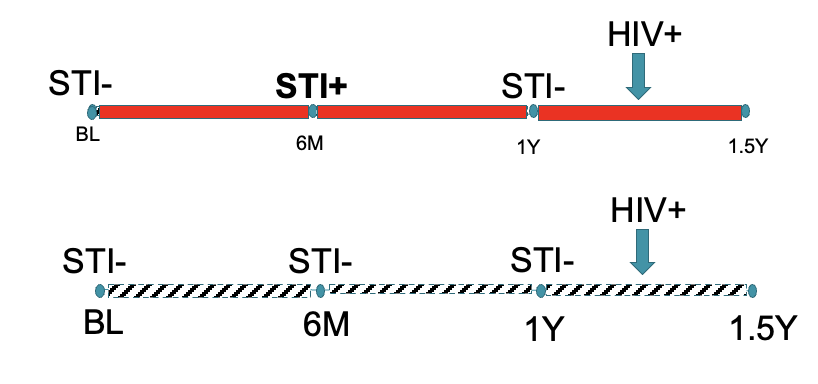 HIV+
STI- STI+ STI-
BL 6M 1Y 1.5Y
HIV+
STI- STI- STI-
BL 6M 1Y 1.5Y